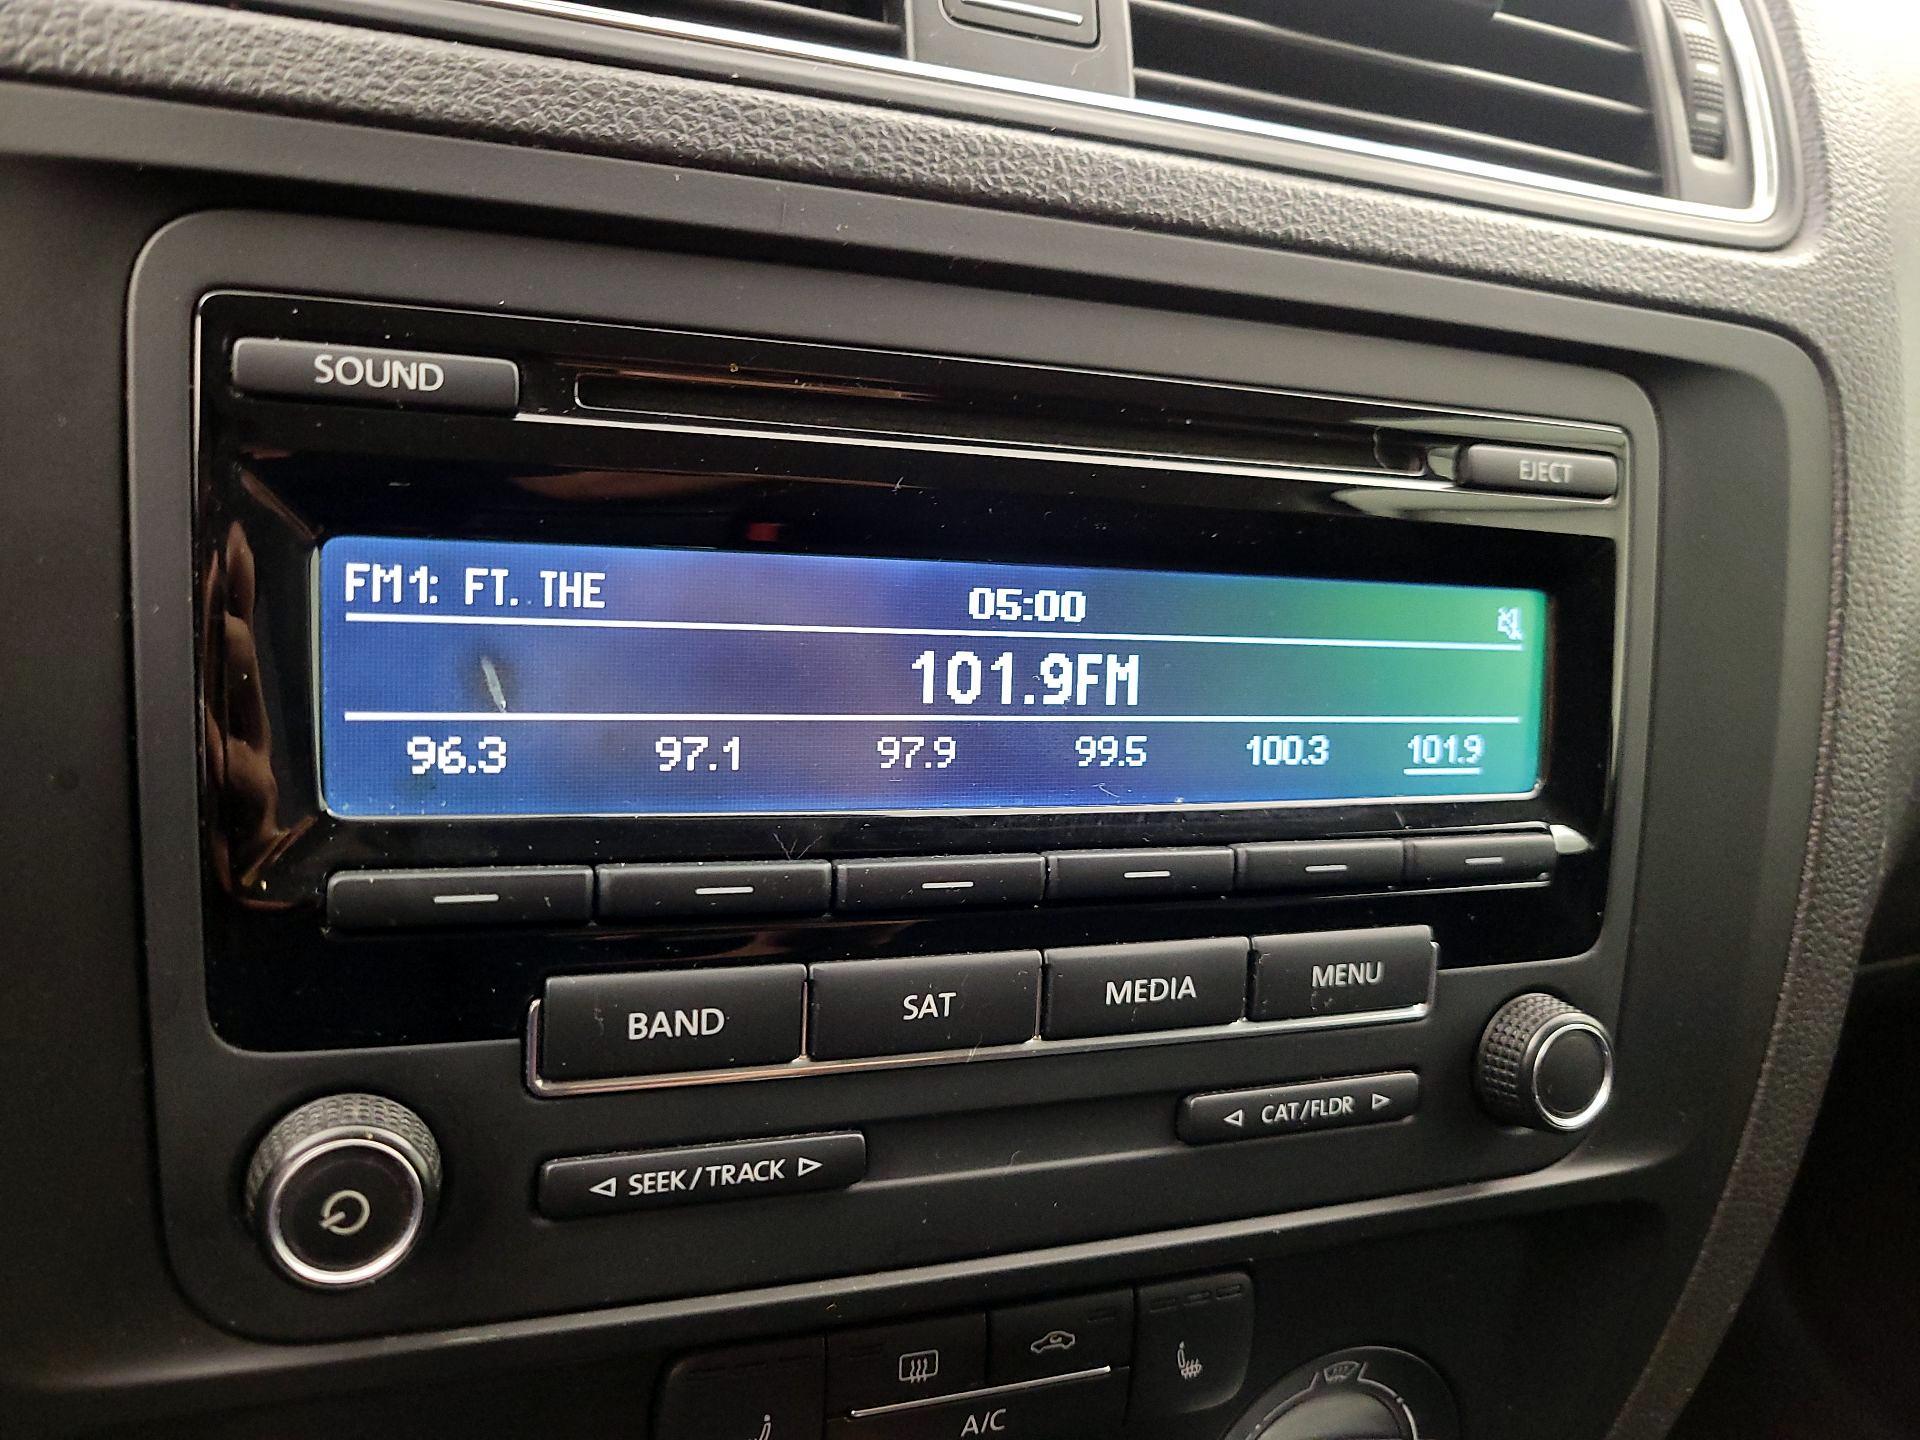 SOUND
EJECT
FM1: FT. THE 05:00
101.9FM
96.3 97.1 97.9 99.5 100.3 101.9
BAND SAT MEDIA MENU
SEEK/TRACK CAT/FLDR
A/C